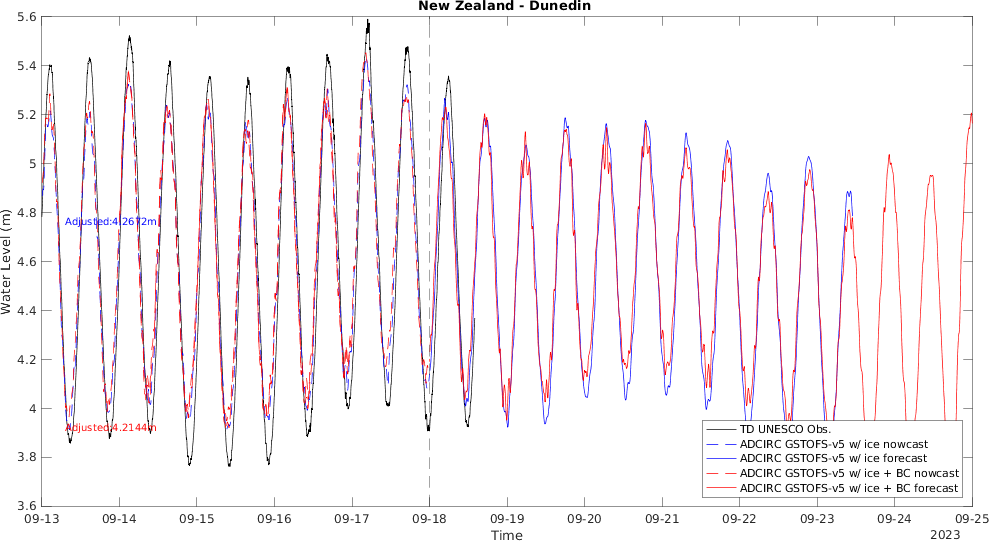 New Zealand - Dunedin
Water Level (m)
5.6
5.4
5.2
5
4.8
4.6
4.4
4.2
4
3.8
3.6
Adjusted:4.2672m
Adjusted:4.2144m
TD UNESCO Obs.
ADCIRC GSTOFS-v5 w/ ice nowcast
ADCIRC GSTOFS-v5 w/ ice forecast
ADCIRC GSTOFS-v5 w/ ice + BC nowcast
ADCIRC GSTOFS-v5 w/ ice + BC forecast
09-13 09-14 09-15 09-16 09-17 09-18 09-19 09-20 09-21 09-22 09-23 09-24 09-25
Time
2023